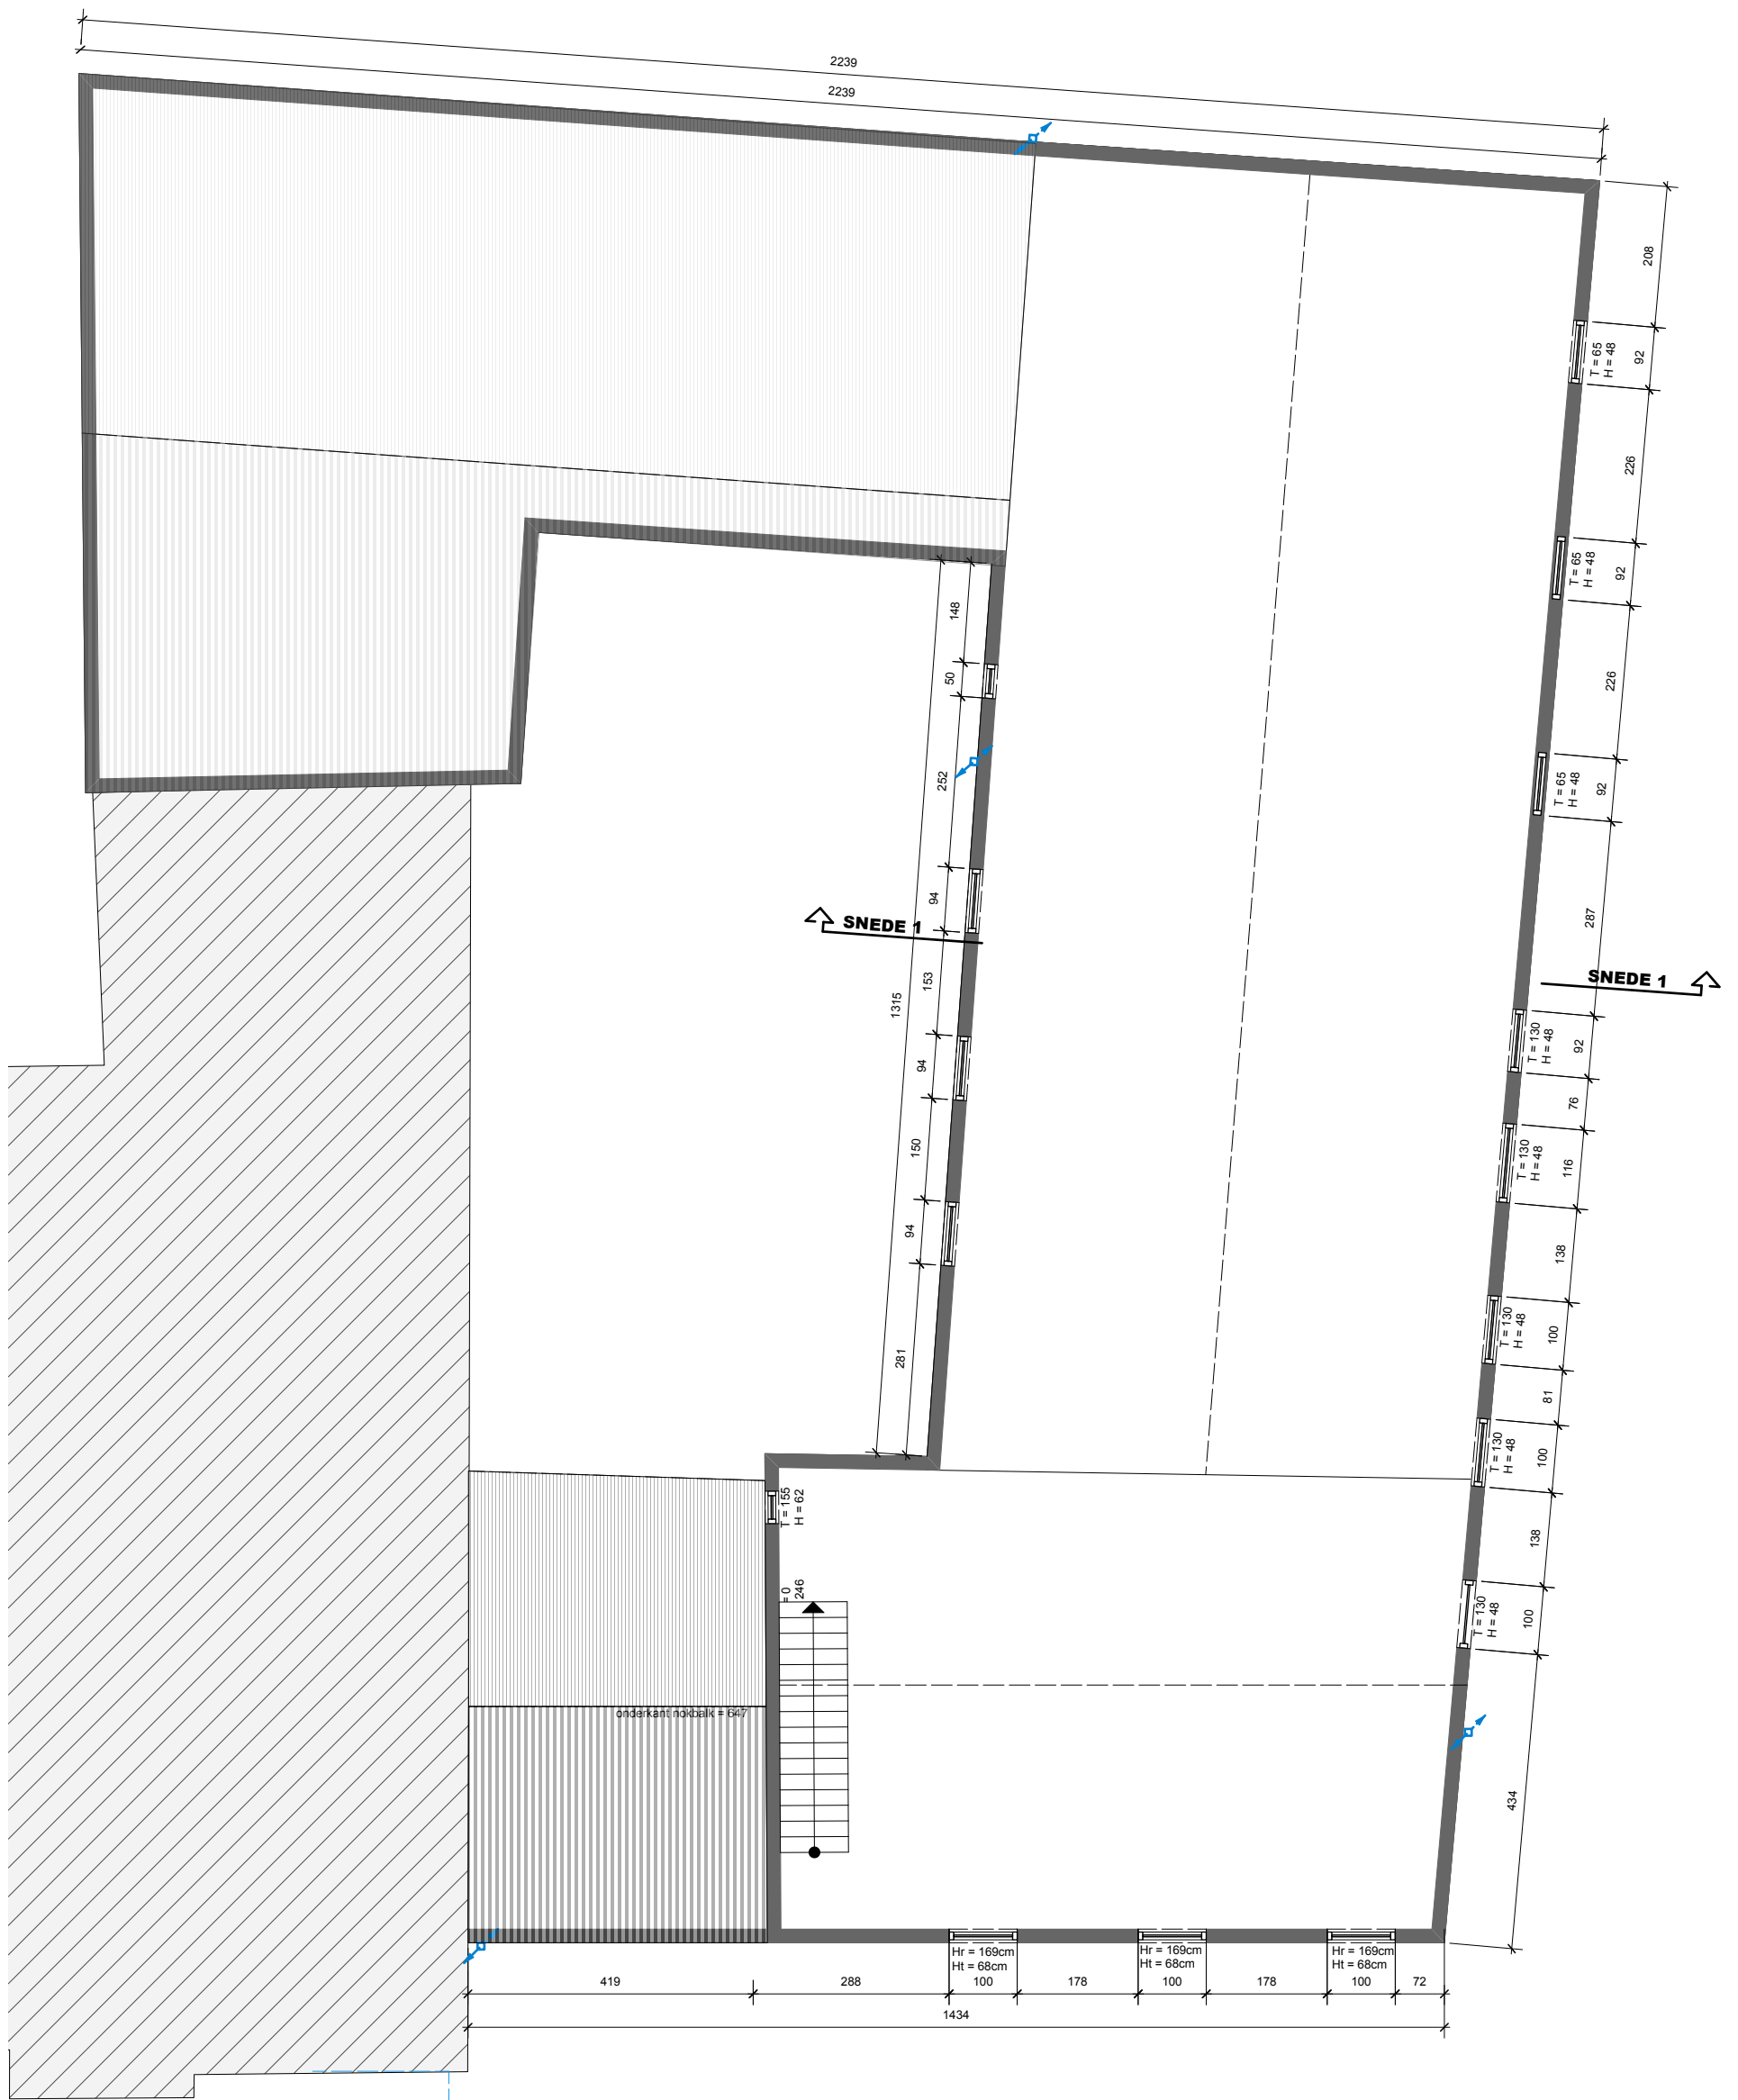 2239
2239
208
T = 65
H = 48
92
226
T = 65
H = 48
92
226
T = 65
H = 48
92
287
SNEDE 1
T = 130
H = 48
92
76
T = 130
H = 48
116
138
T = 130
H = 48
100
81
T = 130
H = 48
100
138
T = 130
H = 48
100
434
148
50
252
94
SNEDE 1
153
1315
94
150
94
281
T = 155
H = 62
=0
246
onderkant nokbalk = 647
Hr = 169cm
Ht = 68cm
Hr = 169cm
Ht = 68cm
Hr = 169cm
Ht = 68cm
419
288
100
178
100
178
100
72
1434